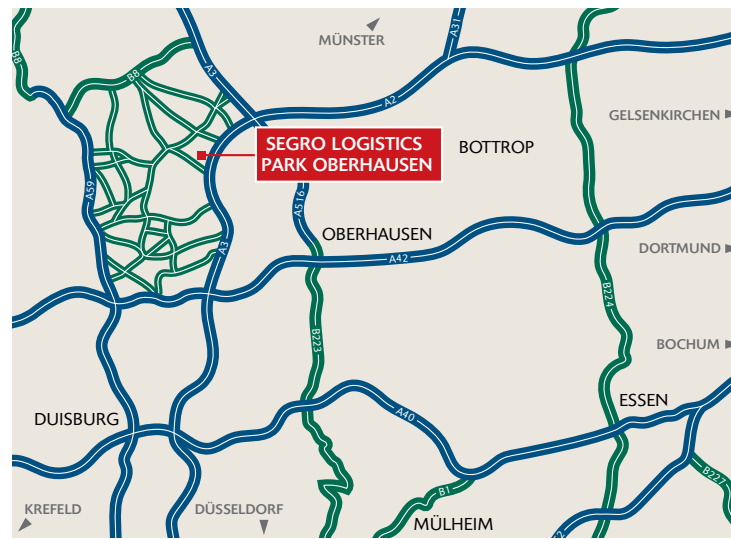 MÜNSTER
A31
B8
B8
A3
A2
GELSENKIRCHEN
SEGRO LOGISTICS
PARK OBERHAUSEN
BOTTROP
A59
A516
OBERHAUSEN
A3
A42
DORTMUND
B224
B223
BOCHUM
ESSEN
DUISBURG
A40
B227
B1
KREFELD
DÜSSELDORF
MÜLHEIM